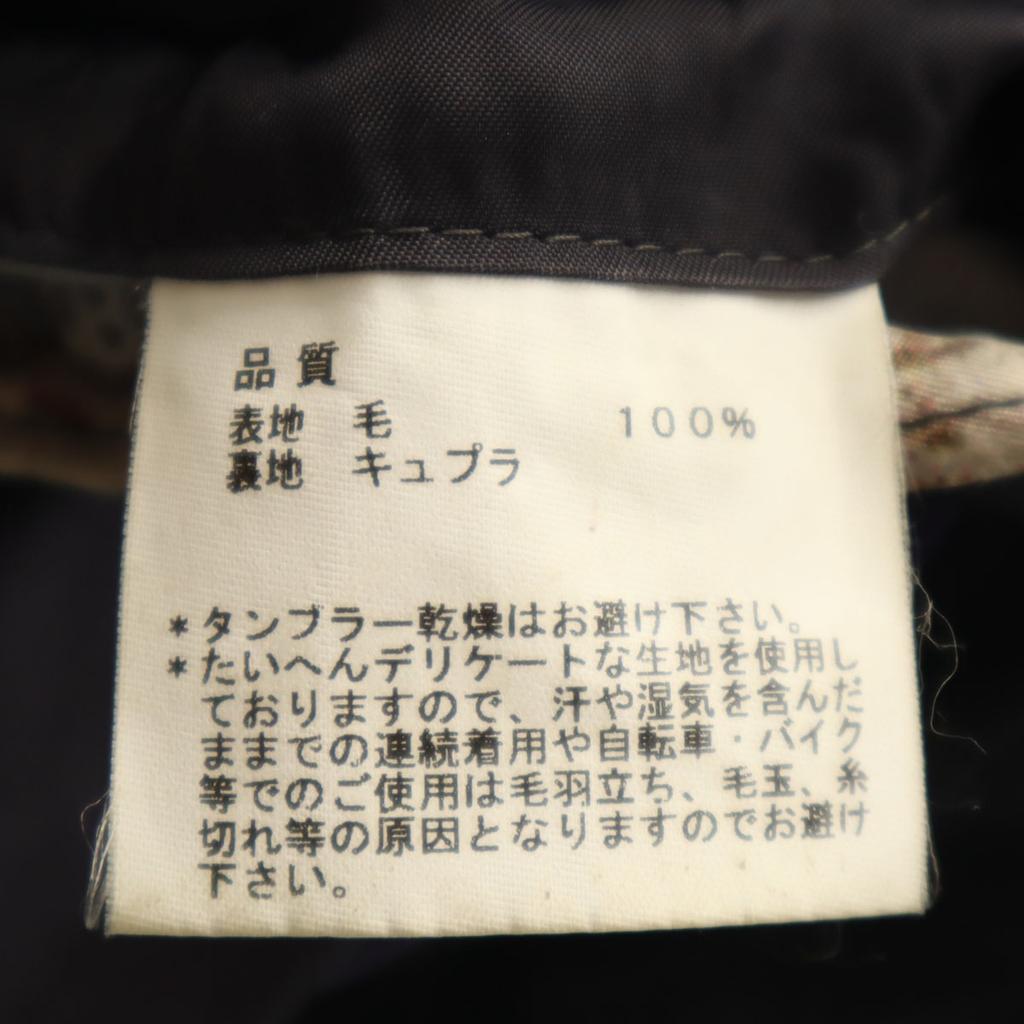 品質
表地 毛 100%
裏地 キュプラ
*タンブラー乾燥はお避け下さい。
*たいへんデリケートな生地を使用し
ておりますので、汗や湿気を含んだ
ままでの連続着用や自転車・バイク
等でのご使用は毛羽立ち、毛玉、糸
切れ等の原因となりますのでお避け
下さい。